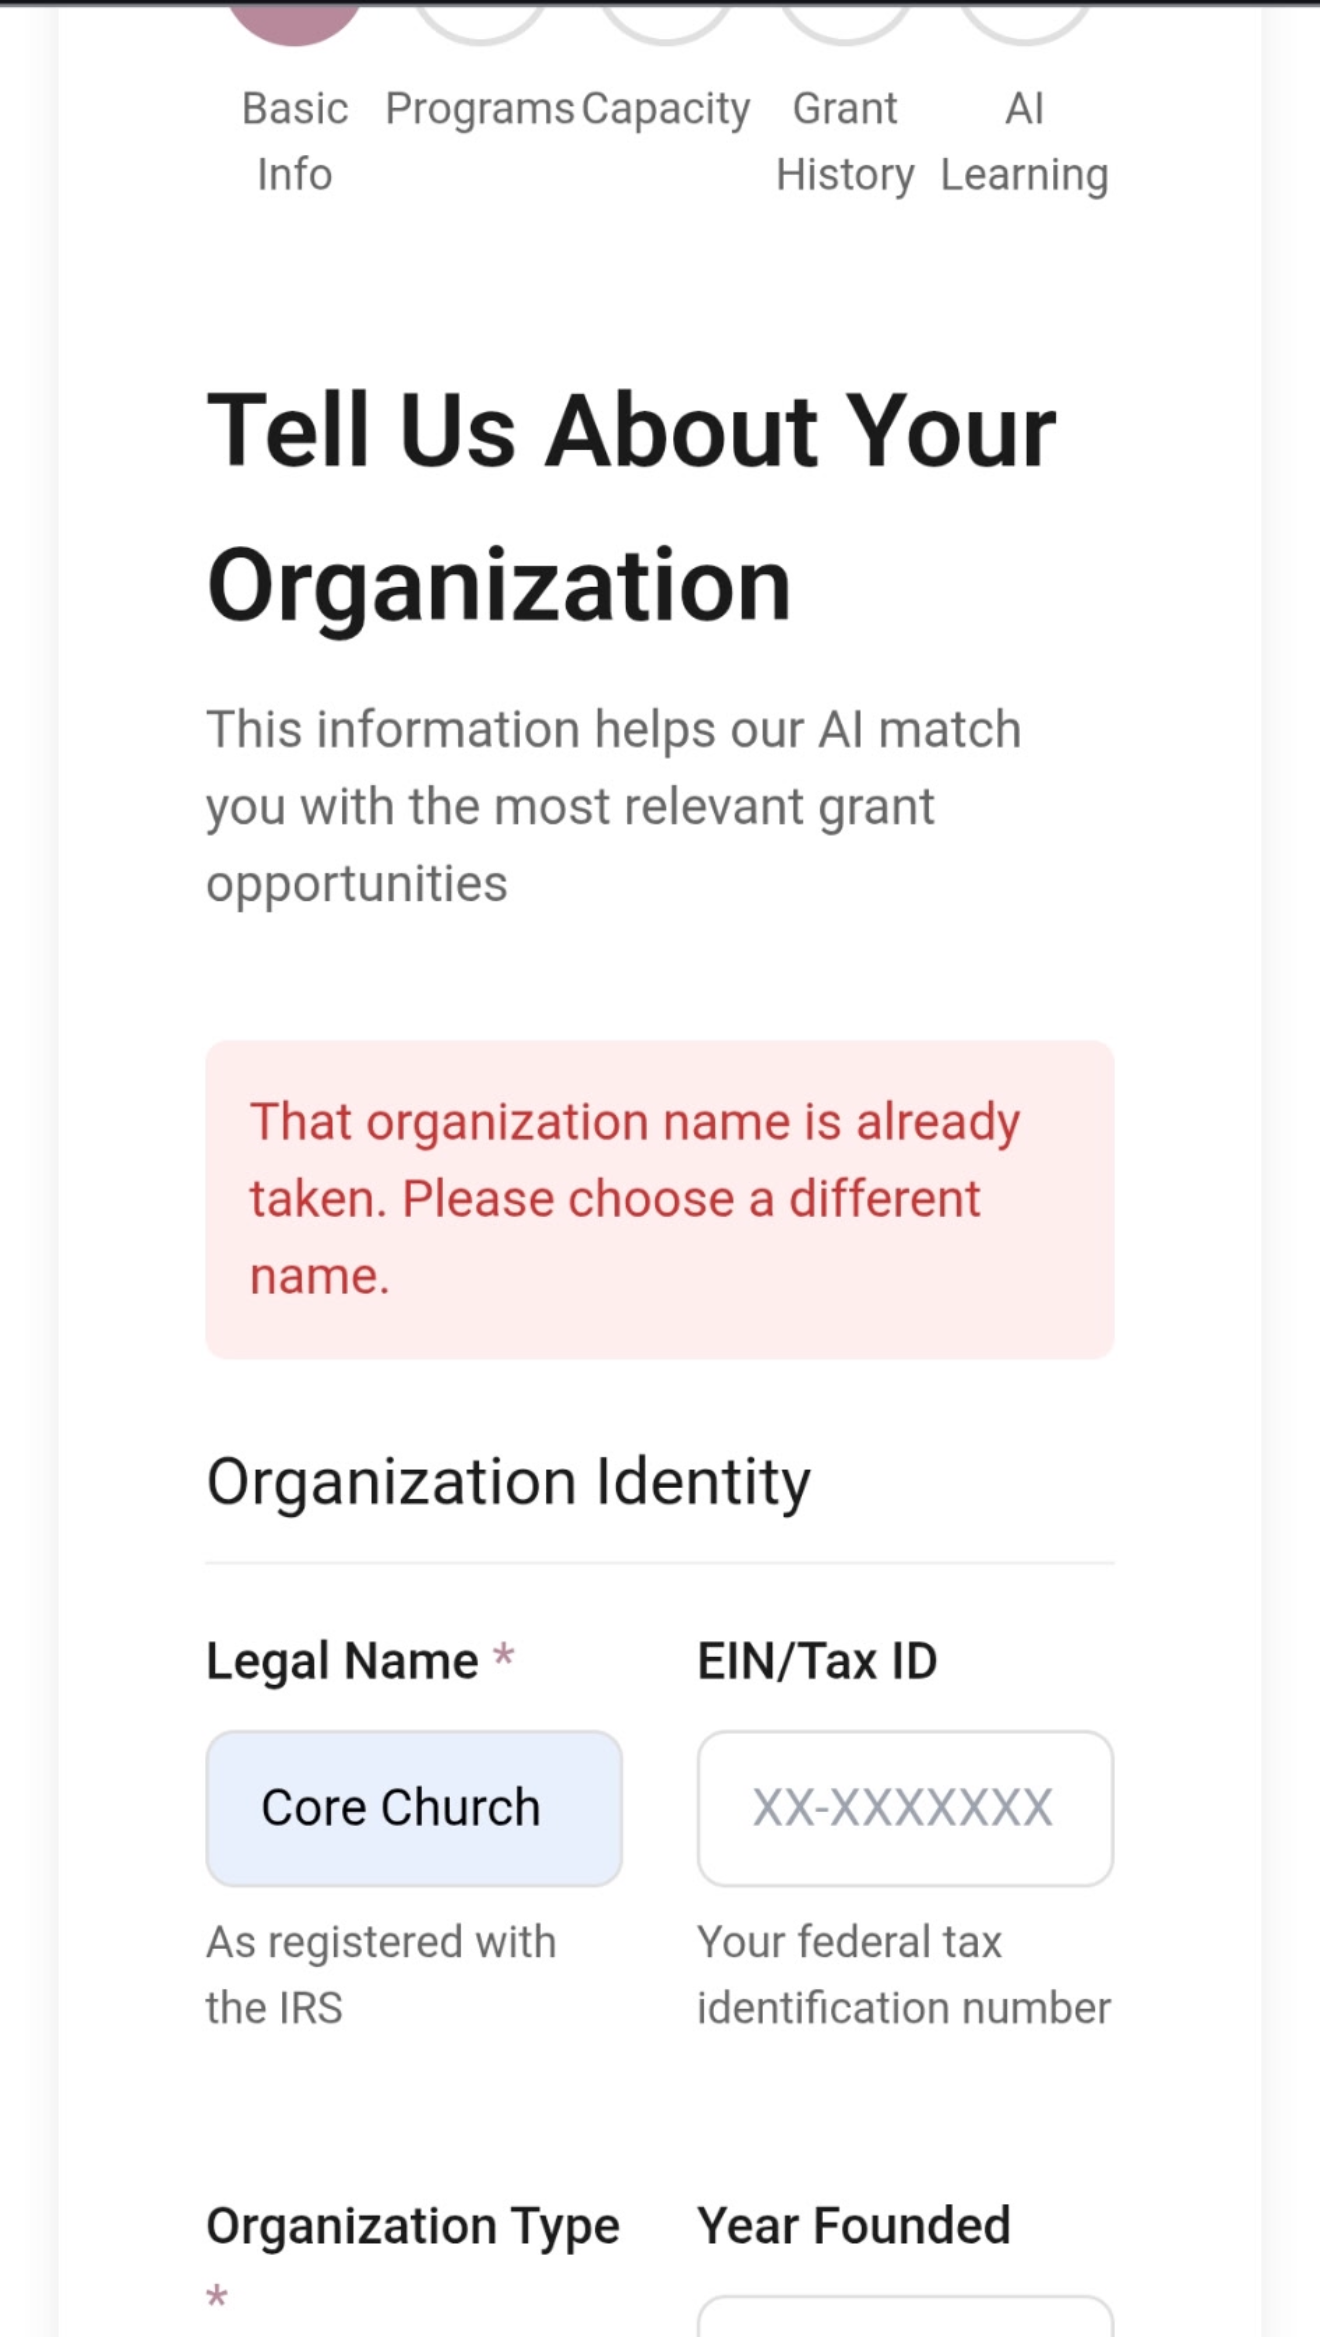 Basic Programs Capacity Grant AI
Info History Learning
Tell Us About Your
Organization
This information helps our AI match
you with the most relevant grant
opportunities
That organization name is already
taken. Please choose a different
name.
Organization Identity
Legal Name * EIN/Tax ID
Core Church XX-XXXXXXX
As registered with Your federal tax
the IRS identification number
Organization Type Year Founded
*